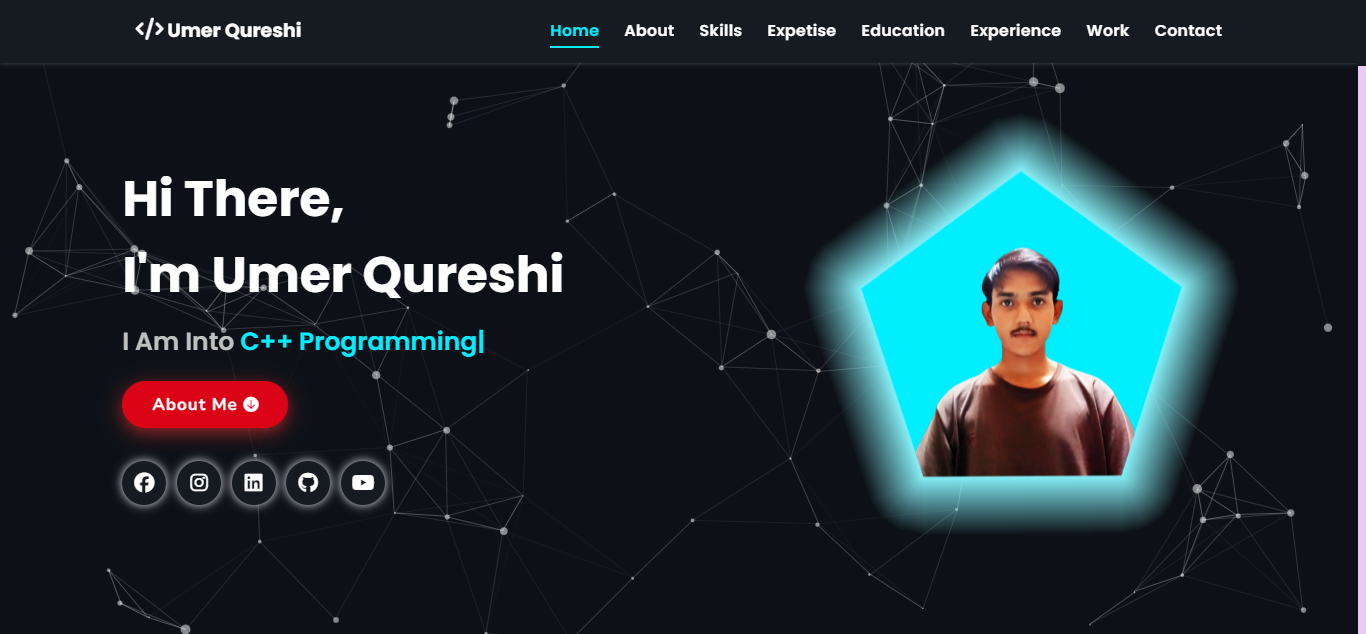 </> Umer Qureshi
Home About Skills Expetise Education Experience Work Contact
Hi There,
I'm Umer Qureshi
I Am Into C++ Programming|
About Me